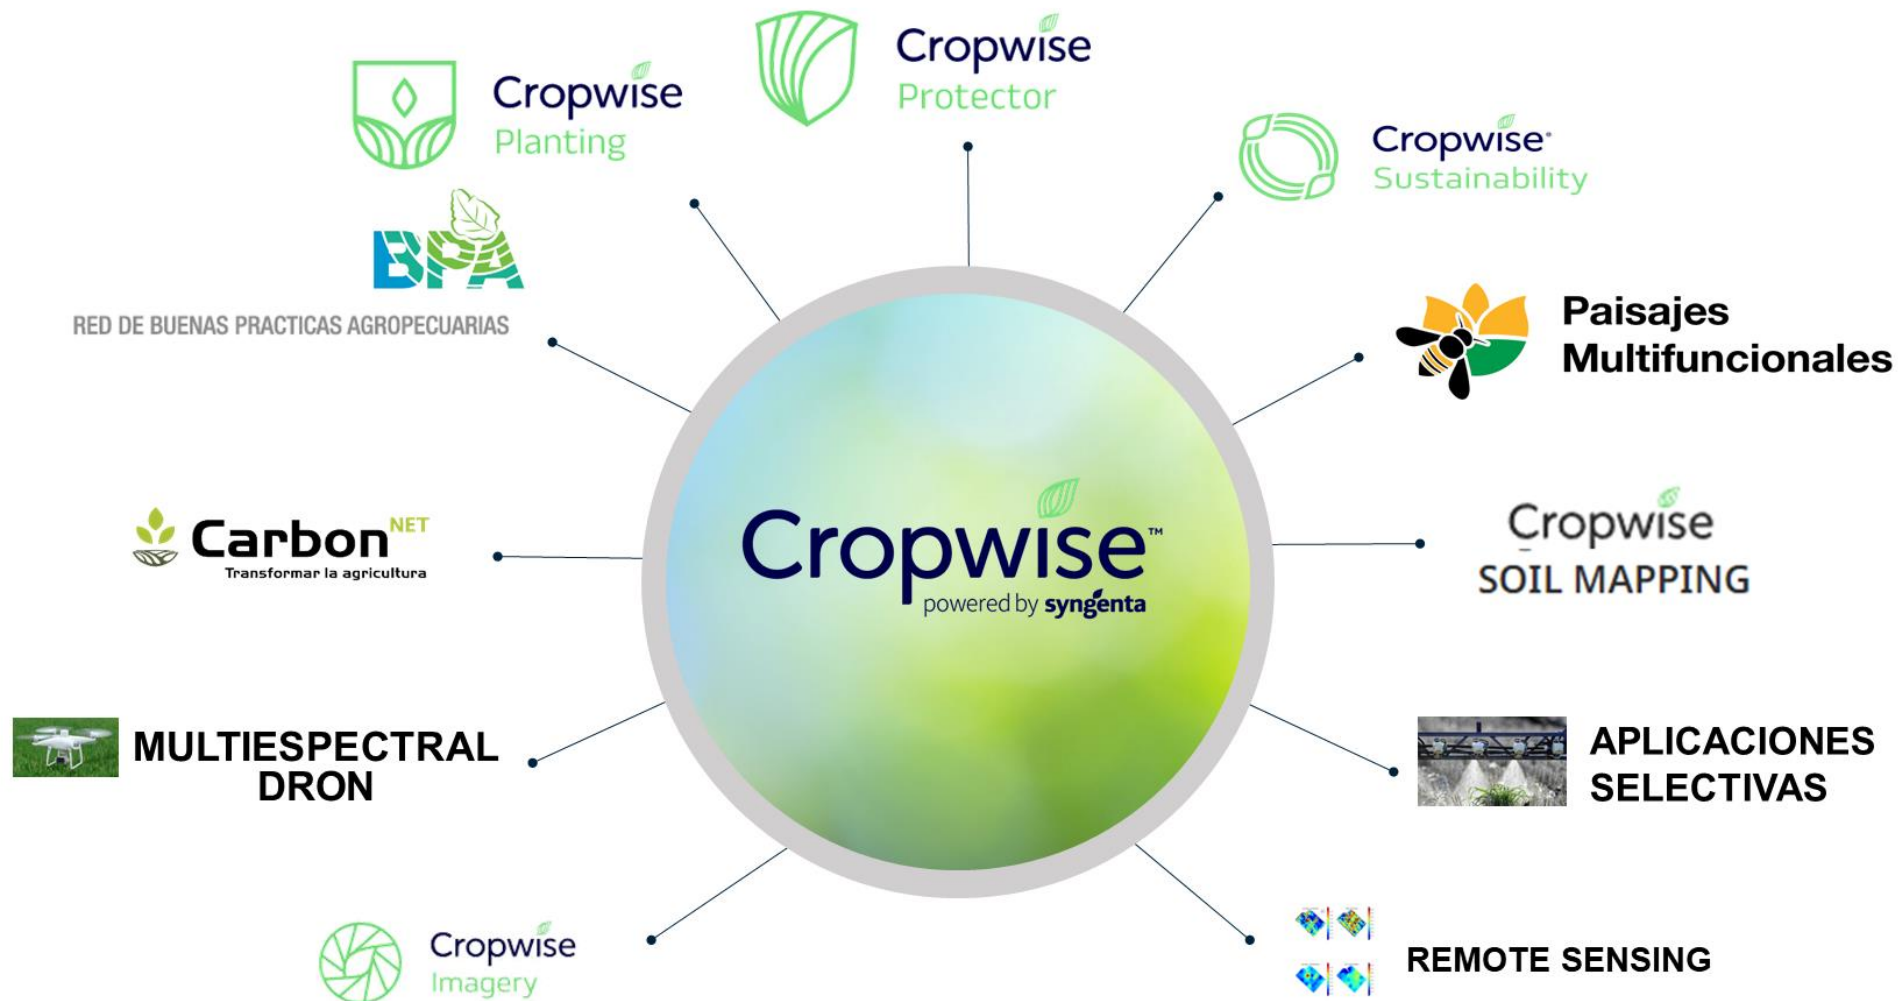 Cropwise
Protector
Cropwise
Planting
Cropwise
Sustainability
BPA
RED DE BUENAS PRACTICAS AGROPECUARIAS
Paisajes
Multifuncionales
Carbon NET
Transformar la agricultura
Cropwise™
powered by syngenta
Cropwise
SOIL MAPPING
MULTIESPECTRAL
DRON
APLICACIONES
SELECTIVAS
Cropwise
Imagery
REMOTE SENSING